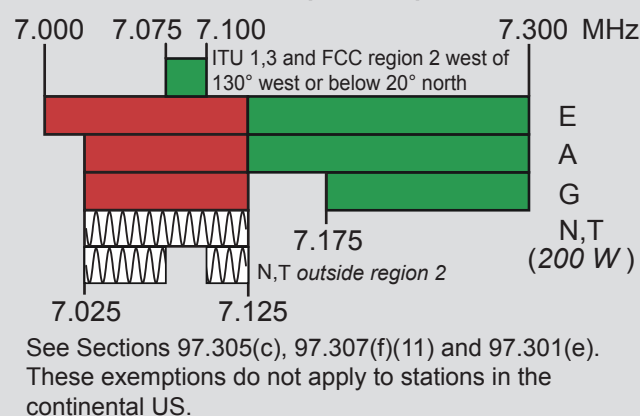 7.000 7.075 7.100 7.300 MHz
ITU 1,3 and FCC region 2 west of
130° west or below 20° north
E
A
G
N,T
7.175
(200 W )
N,T outside region 2
7.025 7.125
See Sections 97.305(c), 97.307(f)(11) and 97.301(e).
These exemptions do not apply to stations in the
continental US.